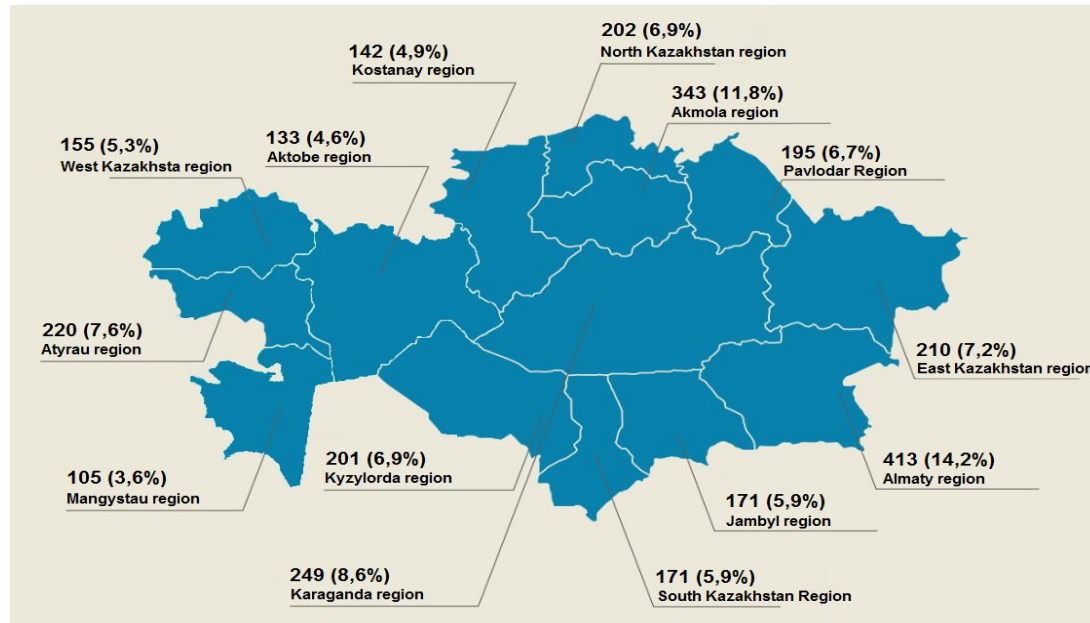 202 (6,9%)
North Kazakhstan region
142 (4,9%)
Kostanay region
343 (11,8%)
Akmola region
155 (5,3%)
West Kazakhsta region
133 (4,6%)
Aktobe region
195 (6,7%)
Pavlodar Region
220 (7,6%)
Atyrau region
210 (7,2%)
East Kazakhstan region
105 (3,6%)
Mangystau region
201 (6,9%)
Kyzylorda region
413 (14,2%)
Almaty region
171 (5,9%)
Jambyl region
249 (8,6%)
Karaganda region
171 (5,9%)
South Kazakhstan Region